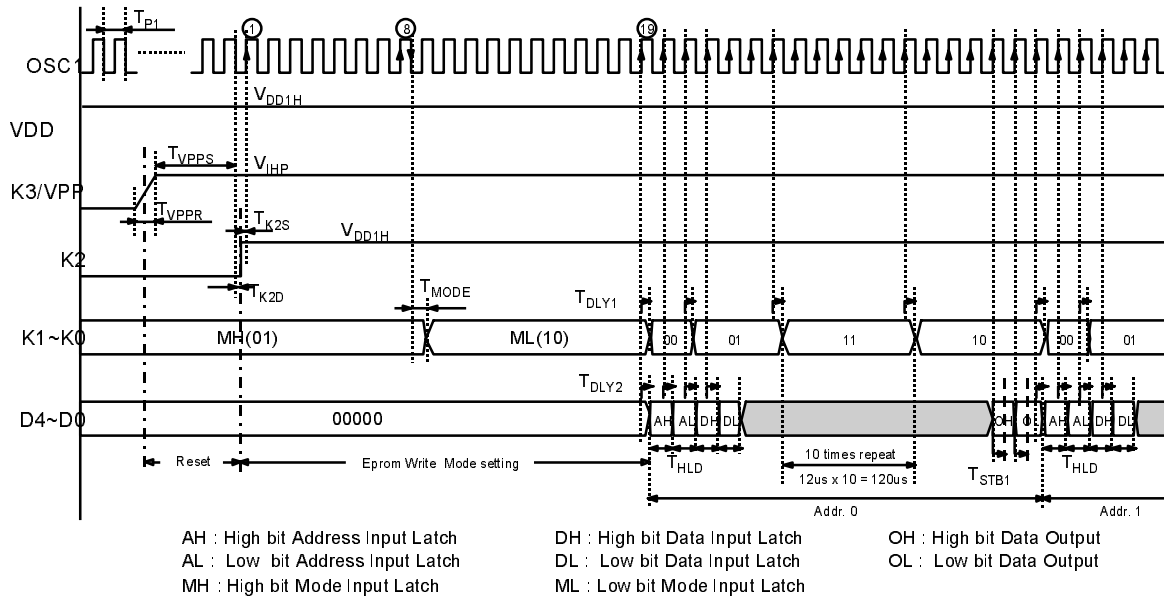 T P1
1 8 19
OSC1
V DD1H
VDD
T VPPS
V IHP
K3/VPP
T VPPR
T K2S
V DD1H
K2
T K2D
T MODE
T DLY1
K1~K0
MH(01) ML(10) 00 01 11 10 00 01
T DLY2
D4~D0
00000 AH AL DH DL OH OL AH AL DH DL
Reset Eprom Write Mode setting T HLD 10 times repeat T STB1 T HLD
12us x 10 = 120us
Addr. 0 Addr. 1
AH : High bit Address Input Latch DH : High bit Data Input Latch OH : High bit Data Output
AL : Low bit Address Input Latch DL : Low bit Data Input Latch OL : Low bit Data Output
MH : High bit Mode Input Latch ML : Low bit Mode Input Latch